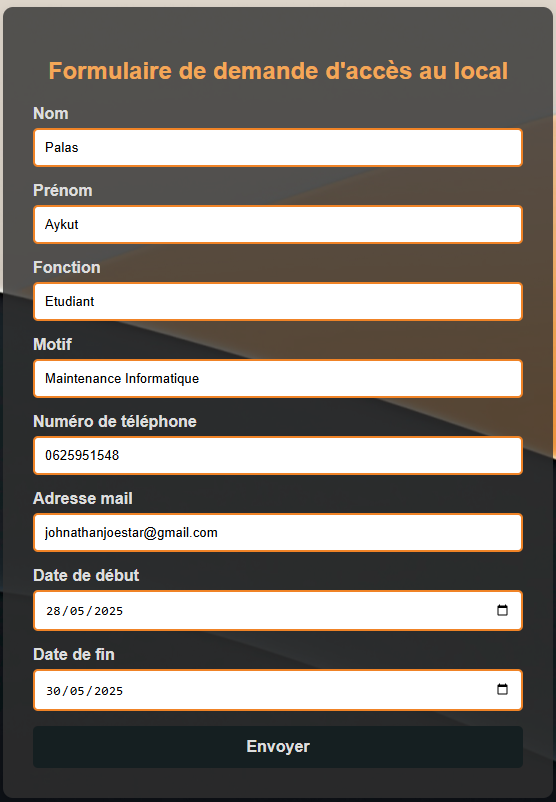 Formulaire de demande d'accès au local
Nom
Palas
Prénom
Aykut
Fonction
Etudiant
Motif
Maintenance Informatique
Numéro de téléphone
0625951548
Adresse mail
johnathanjoestar@gmail.com
Date de début
28/05/2025
Date de fin
30/05/2025
Envoyer